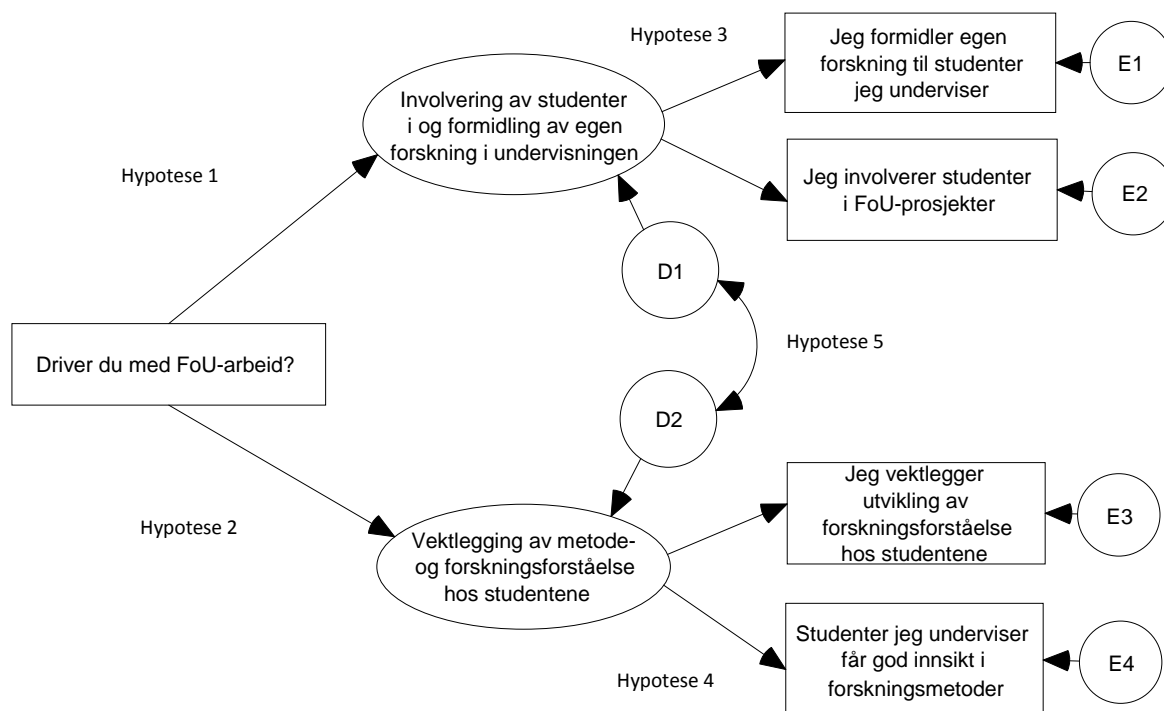 Hypotese 3
Jeg formidler egen
forskning til studenter
jeg underviser
E1
Involvering av studenter
i og formidling av egen
forskning i undervisningen
Hypotese 1
Jeg involverer studenter
i FoU-prosjekter
E2
D1
Hypotese 5
Driver du med FoU-arbeid?
D2
Jeg vektlegger
utvikling av
forskningsforståelse
hos studentene
E3
Hypotese 2
Vektlegging av metode-
og forskningsforståelse
hos studentene
Studenter jeg underviser
får god innsikt i
forskningsmetoder
E4
Hypotese 4